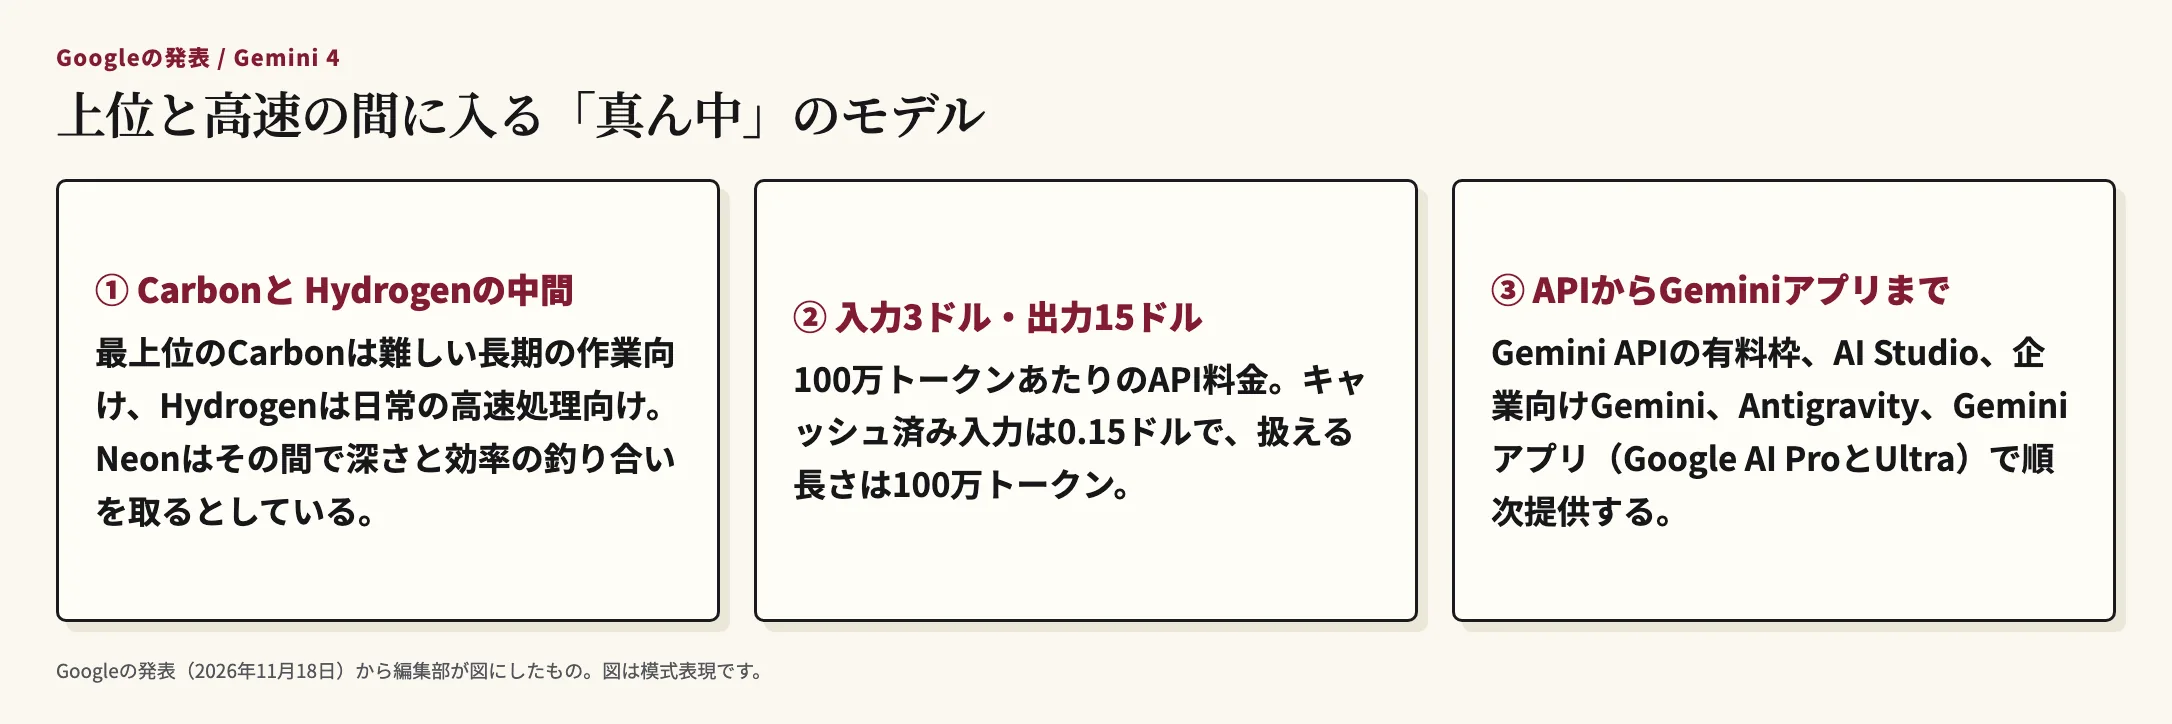 Googleの発表 / Gemini 4
上位と高速の間に入る「真ん中」のモデル
① Carbonと Hydrogenの中間
最上位のCarbonは難しい長期の作業向
け、Hydrogenは日常の高速処理向け。
Neonはその間で深さと効率の釣り合い
を取るとしている。
② 入力3ドル・出力15ドル
100万トークンあたりのAPI料金。キャ
ッシュ済み入力は0.15ドルで、扱える
長さは100万トークン。
③ APIからGeminiアプリまで
Gemini APIの有料枠、AI Studio、企
業向けGemini、Antigravity、Gemini
アプリ（Google AI ProとUltra）で順
次提供する。
Googleの発表（2026年11月18日）から編集部が図にしたもの。図は模式表現です。